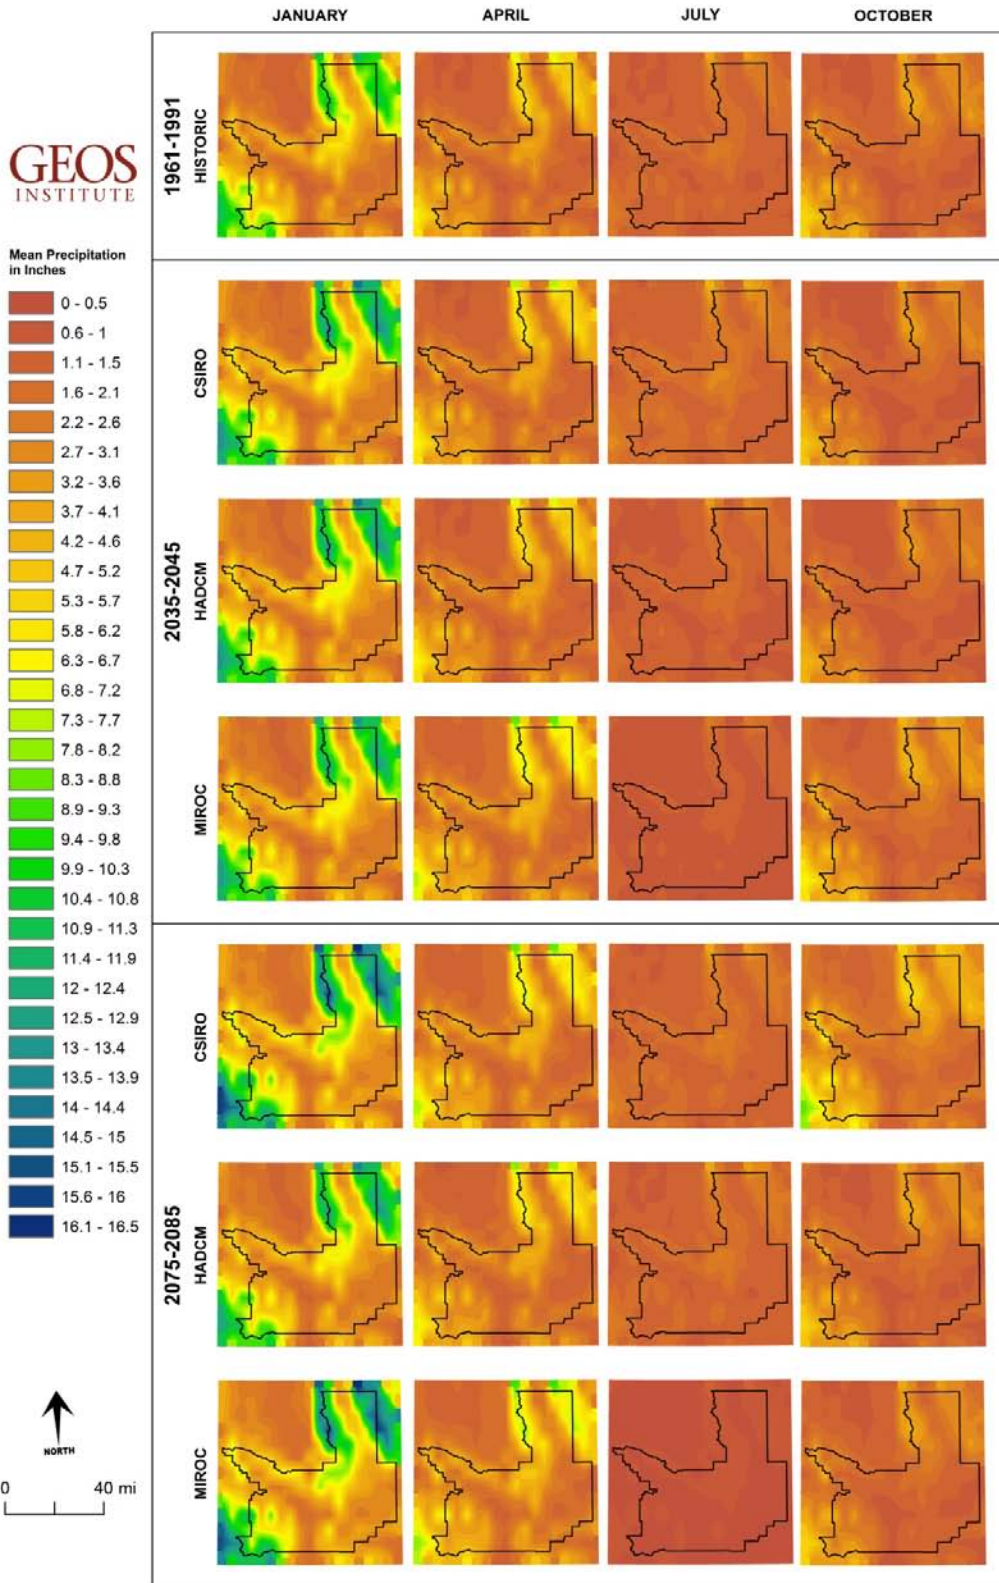 JANUARY APRIL JULY OCTOBER
1961-1991
HISTORIC
GEOS
INSTITUTE
Mean Precipitation
in Inches
0 - 0.5
0.6 - 1
1.1 - 1.5
1.6 - 2.1
2.2 - 2.6
2.7 - 3.1
3.2 - 3.6
3.7 - 4.1
4.2 - 4.6
4.7 - 5.2
5.3 - 5.7
5.8 - 6.2
6.3 - 6.7
6.8 - 7.2
7.3 - 7.7
7.8 - 8.2
8.3 - 8.8
8.9 - 9.3
9.4 - 9.8
9.9 - 10.3
10.4 - 10.8
10.9 - 11.3
11.4 - 11.9
12 - 12.4
12.5 - 12.9
13 - 13.4
13.5 - 13.9
14 - 14.4
14.5 - 15
15.1 - 15.5
15.6 - 16
16.1 - 16.5
NORTH
0 40 mi
2035-2045
CSIRO
HADCM
MIROC
2075-2085
CSIRO
HADCM
MIROC